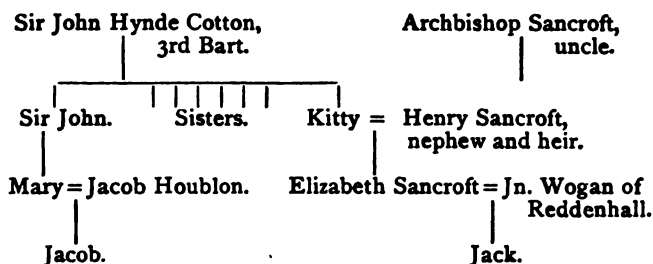 Sir John Hynde Cotton, Archbishop Sancroft,
3rd Bart. uncle.
Sir John. Sisters. Kitty = Henry Sancroft,
nephew and heir.
Mary = Jacob Houblon. Elizabeth Sancroft = Jn. Wogan of
Reddenhall.
Jacob. Jack.